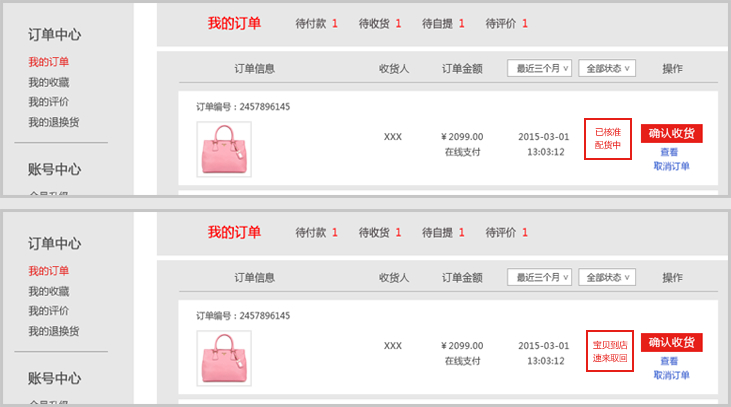 订单中心
我的订单
我的收藏
我的评价
我的退换货
账号中心
我的订单 待付款 1 待收货 1 待自提 1 待评价 1
订单信息 收货人 订单金额 最近三个月 ∨ 全部状态 ∨ 操作
订单编号：2457896145
XXX
¥ 2099.00
在线支付
2015-03-01
13:03:12
已核准
配货中
确认收货
查看
取消订单
订单中心
我的订单
我的收藏
我的评价
我的退换货
账号中心
我的订单 待付款 1 待收货 1 待自提 1 待评价 1
订单信息 收货人 订单金额 最近三个月 ∨ 全部状态 ∨ 操作
订单编号：2457896145
XXX
¥ 2099.00
在线支付
2015-03-01
13:03:12
宝贝到店
速来取回
确认收货
查看
取消订单